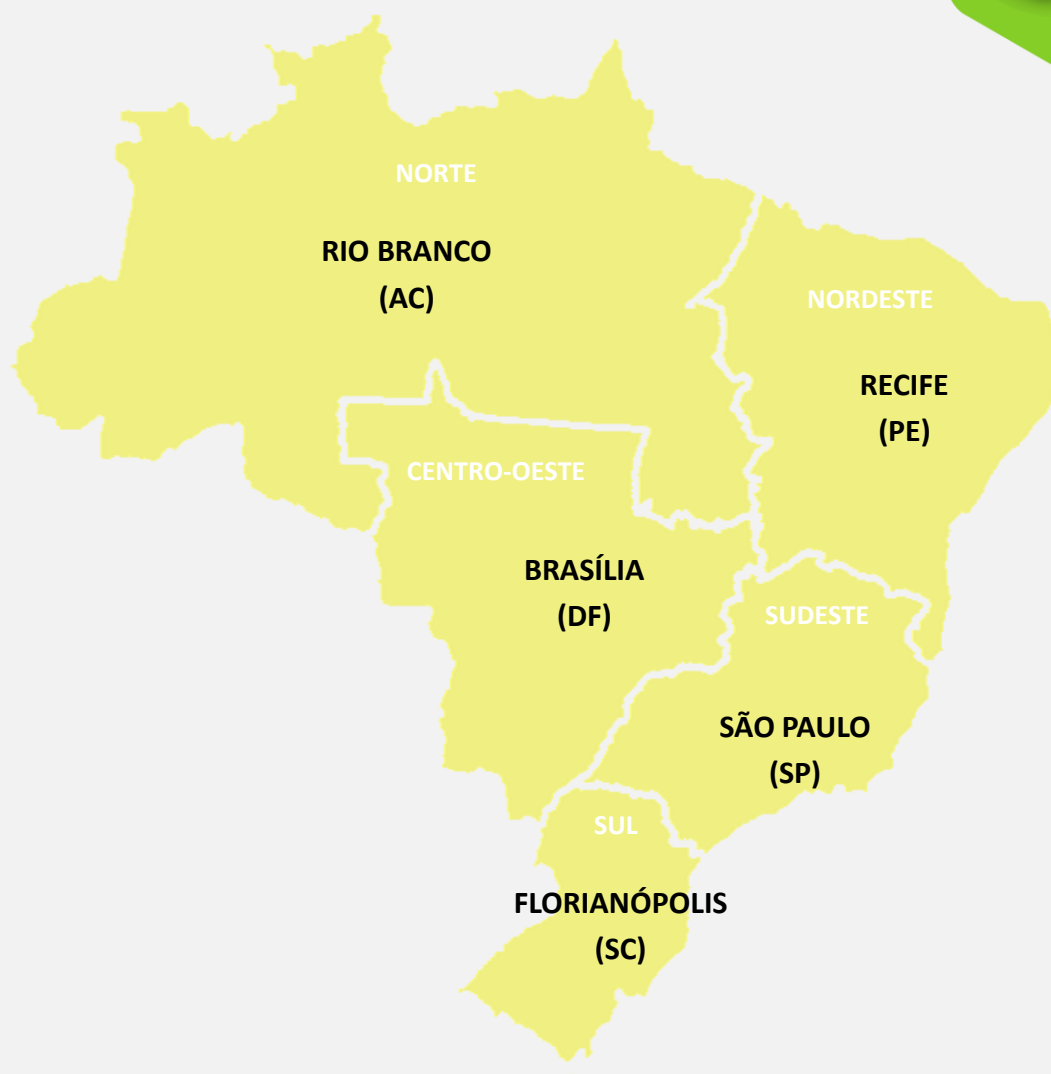 NORTE
RIO BRANCO
(AC)
NORDESTE
RECIFE
(PE)
CENTRO-OESTE
BRASÍLIA
(DF)
SUDESTE
SÃO PAULO
(SP)
SUL
FLORIANÓPOLIS
(SC)